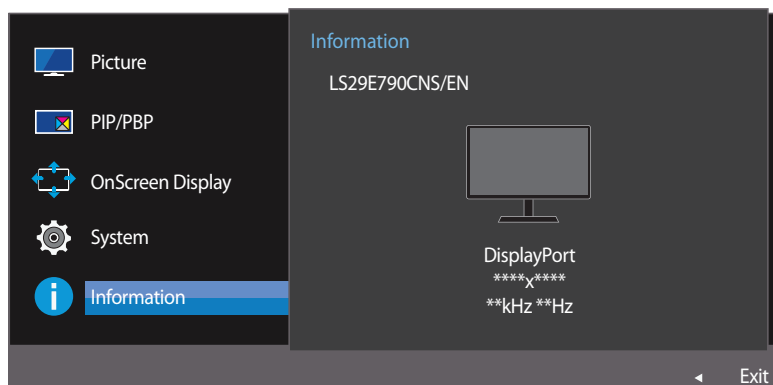 Picture
PIP/PBP
OnScreen Display
System
Information
Information
LS29E790CNS/EN
DisplayPort
****x****
**kHz **Hz
Exit